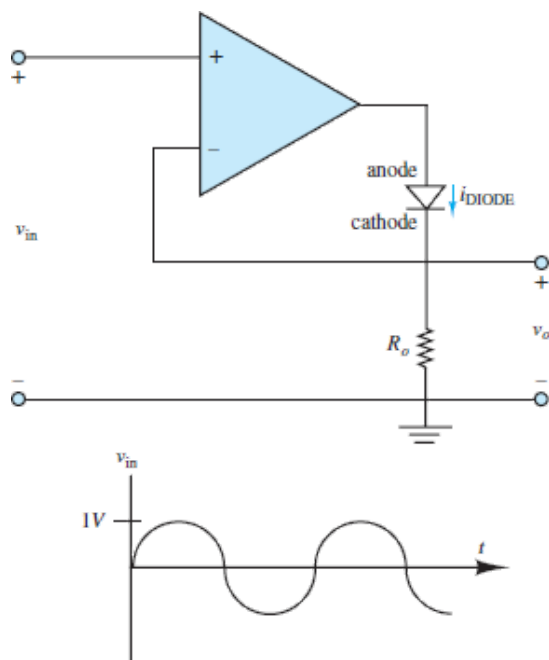 +
+
−
anode
i_DIODE
cathode
v_in
+
R_o
v_o
−
−
v_in
1V
t